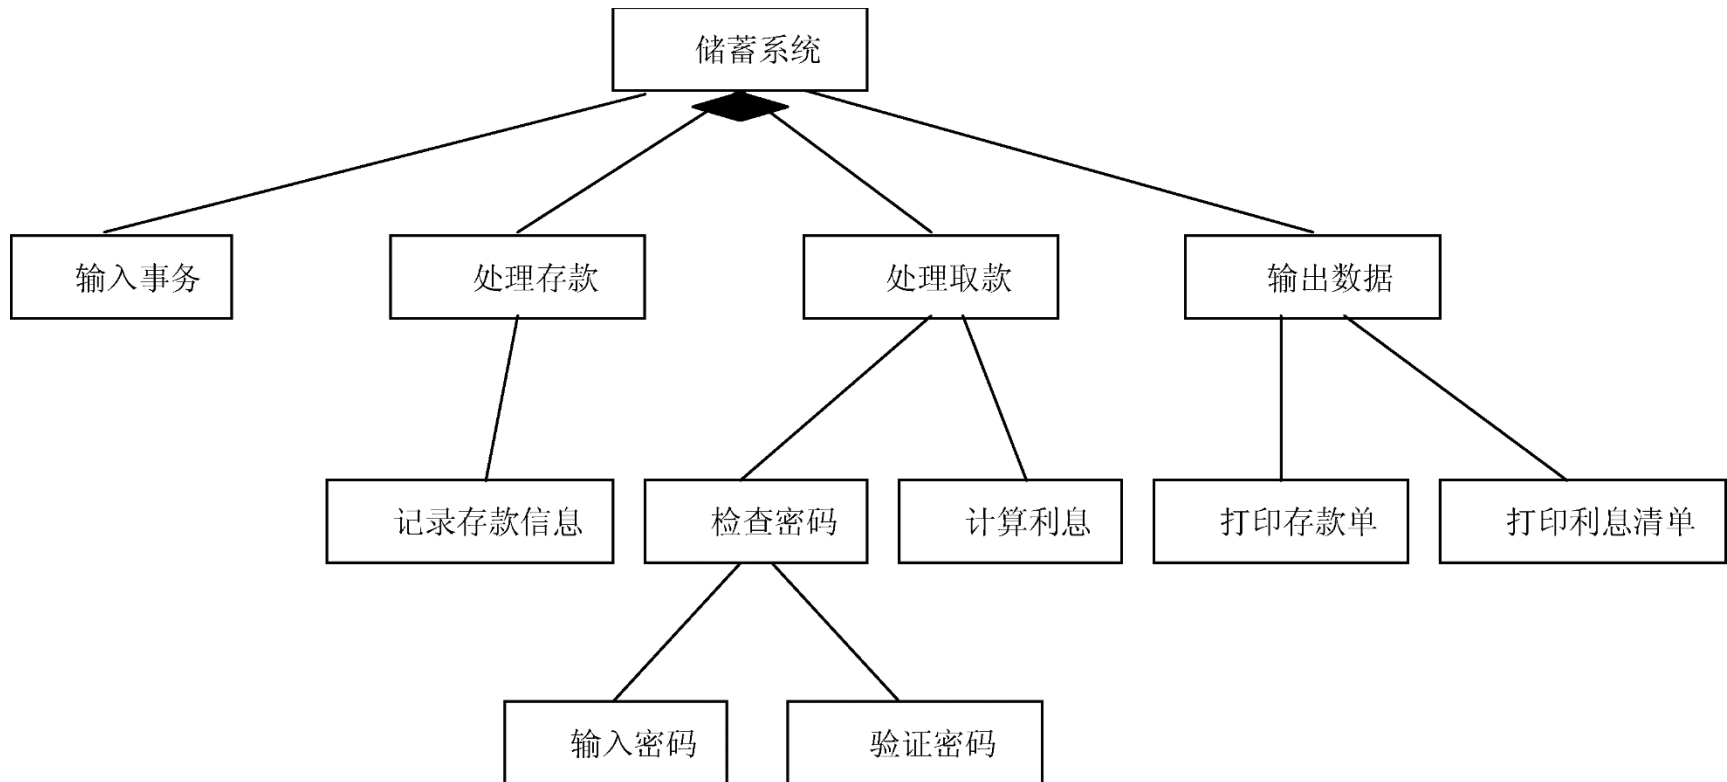 储蓄系统
输入事务
处理存款
处理取款
输出数据
记录存款信息
检查密码
计算利息
打印存款单
打印利息清单
输入密码
验证密码